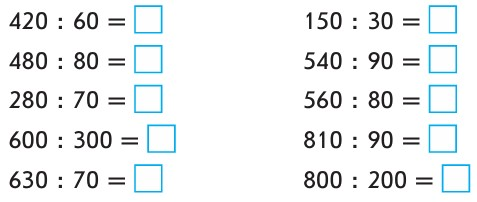 420 : 60 = 
480 : 80 = 
280 : 70 = 
600 : 300 = 
630 : 70 = 
150 : 30 = 
540 : 90 = 
560 : 80 = 
810 : 90 = 
800 : 200 =